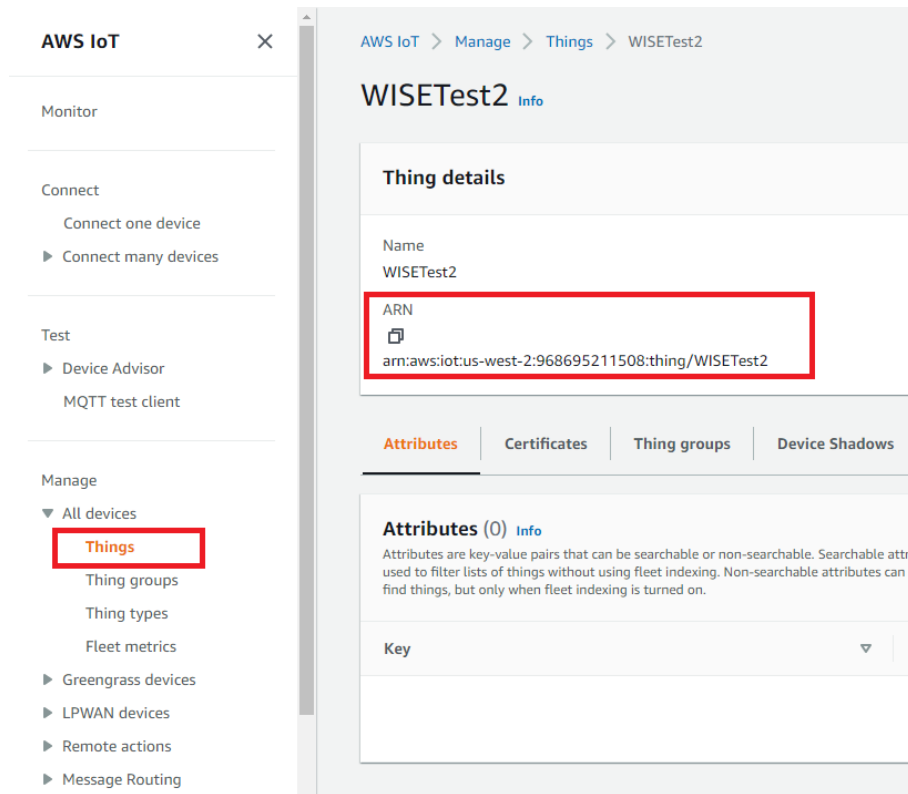 AWS IoT
Monitor
Connect
Connect one device
Connect many devices
Test
Device Advisor
MQTT test client
Manage
All devices
Things
Thing groups
Thing types
Fleet metrics
Greengrass devices
LPWAN devices
Remote actions
Message Routing
AWS IoT > Manage > Things > WISETest2
WISETest2 Info
Thing details
Name
WISETest2
ARN
arn:aws:iot:us-west-2:968695211508:thing/WISETest2
Attributes Certificates Thing groups Device Shadows
Attributes (0) Info
Attributes are key-value pairs that can be searchable or non-searchable. Searchable attr
used to filter lists of things without using fleet indexing. Non-searchable attributes can
find things, but only when fleet indexing is turned on.
Key